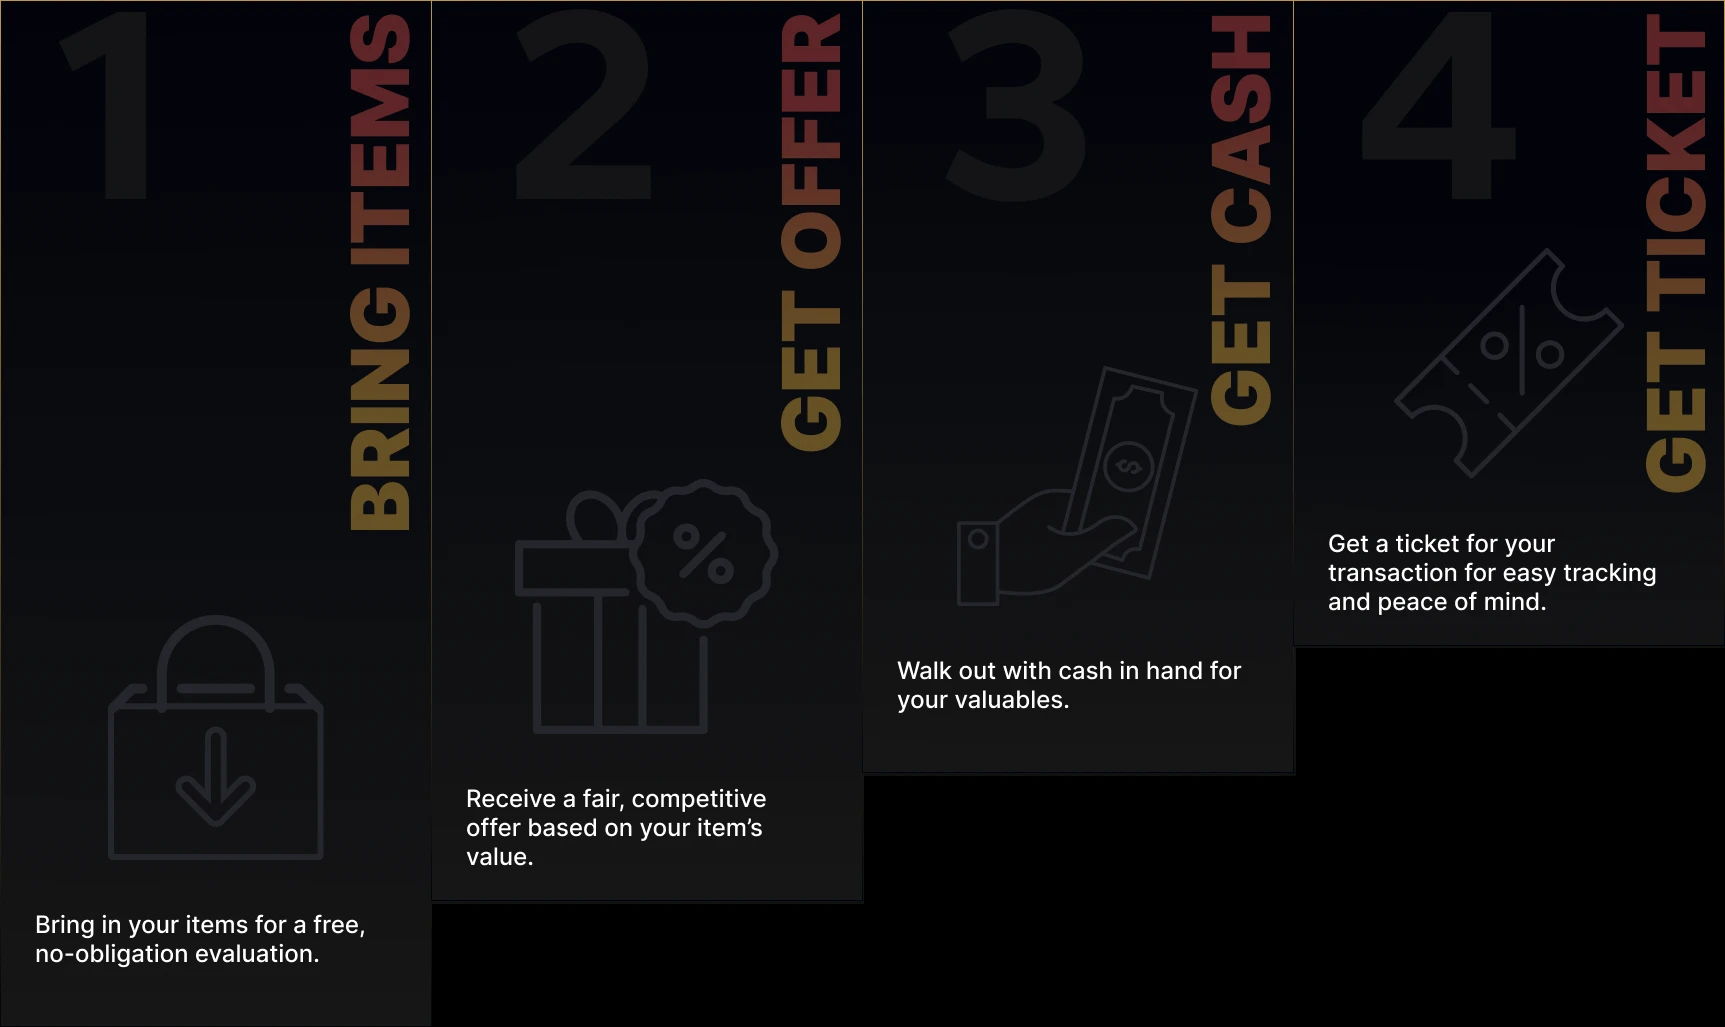 1
BRING ITEMS
Bring in your items for a free,
no-obligation evaluation.
2
GET OFFER
%
Receive a fair, competitive
offer based on your item’s
value.
3
GET CASH
$
Walk out with cash in hand for
your valuables.
4
GET TICKET
%
Get a ticket for your
transaction for easy tracking
and peace of mind.